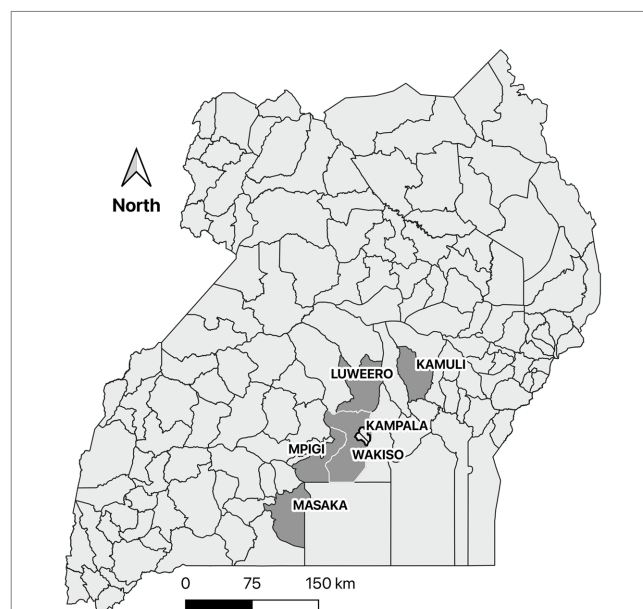 North
LUWEERO
KAMULI
KAMPALA
MPIGI
WAKISO
MASAKA
0 75 150 km